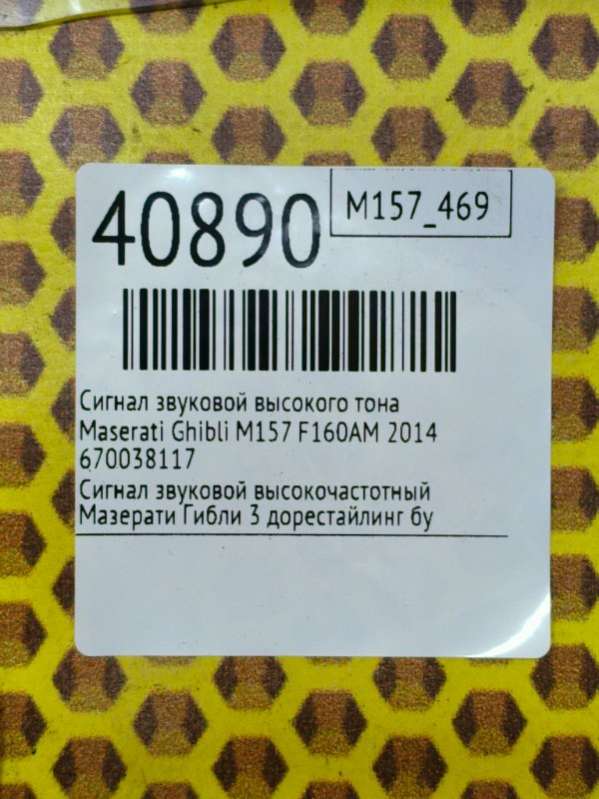 40890
M157_469
Сигнал звуковой высокого тона
Maserati Ghibli M157 F160AM 2014
670038117
Сигнал звуковой высокочастотный
Мазерати Гибли 3 дорестайлинг бу